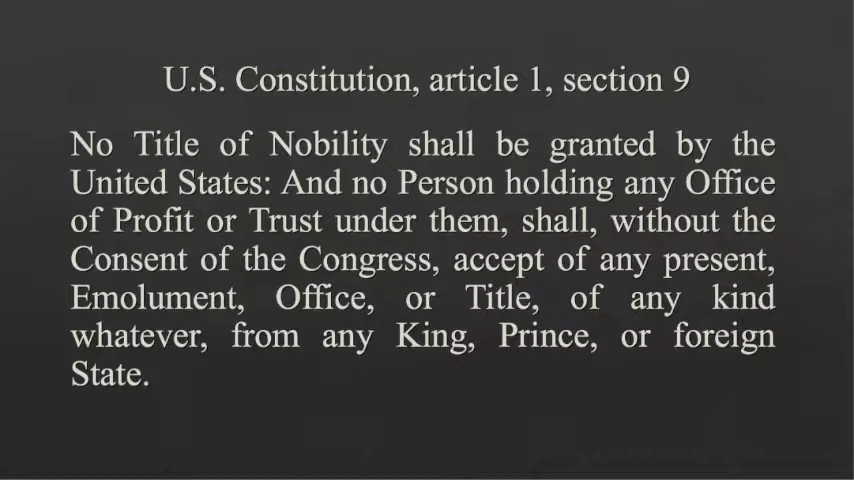 U.S. Constitution, article 1, section 9
No Title of Nobility shall be granted by the
United States: And no Person holding any Office
of Profit or Trust under them, shall, without the
Consent of the Congress, accept of any present,
Emolument, Office, or Title, of any kind
whatever, from any King, Prince, or foreign
State.